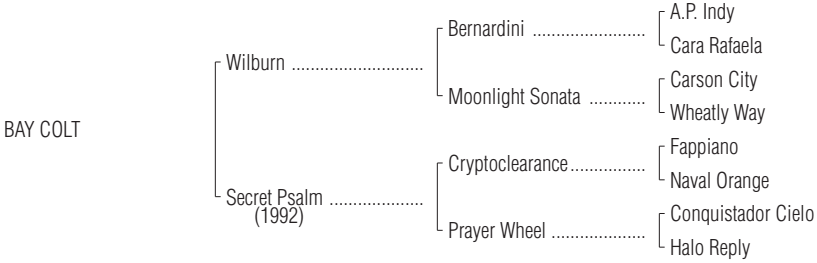 A.P. Indy
Bernardini ........................
Cara Rafaela
Wilburn ............................
Carson City
Moonlight Sonata ............
Wheatly Way
BAY COLT
Fappiano
Cryptoclearance................
Naval Orange
Secret Psalm ....................
(1992)
Conquistador Cielo
Prayer Wheel ....................
Halo Reply